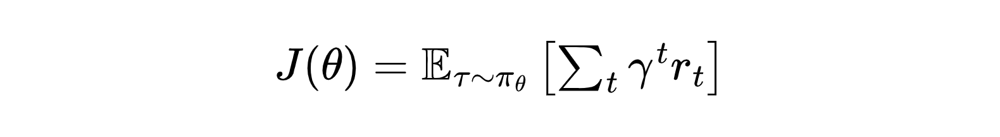 J(θ) = 𝔼_{τ∼π_θ} [∑_t γ^t r_t]